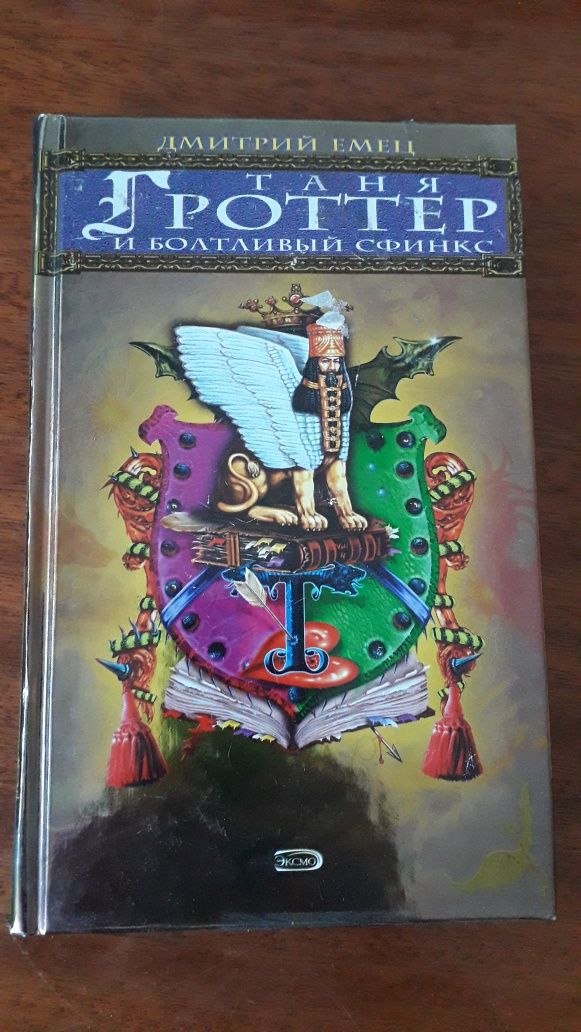 ДМИТРИЙ ЕМЕЦ
ТАНЯ
ГРОТТЕР
И БОЛТЛИВЫЙ СФИНКС
Т
ЭКСМО